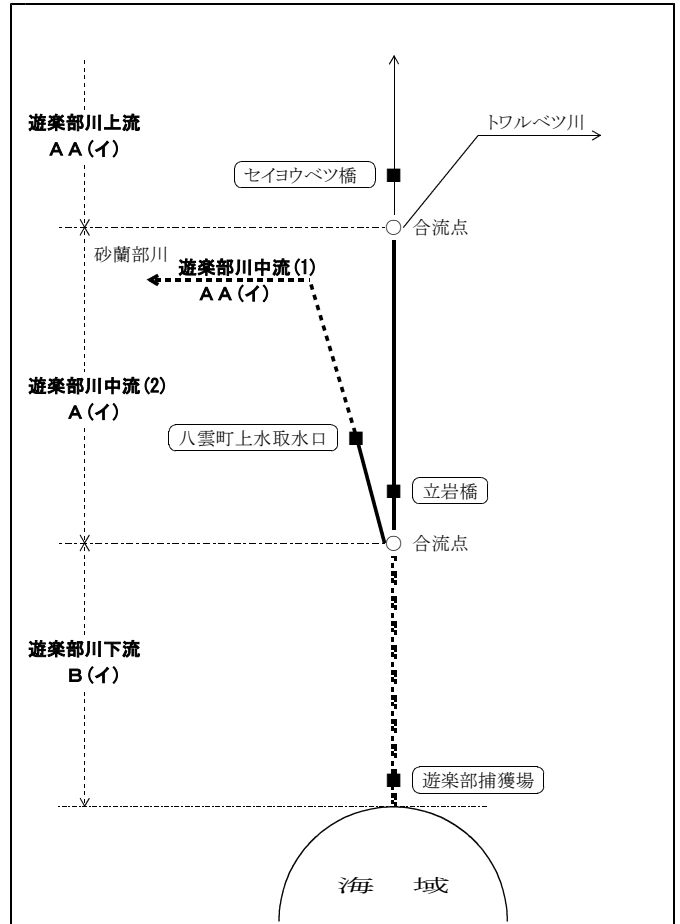 遊楽部川上流
ＡＡ(イ)
トワルベツ川
セイヨウベツ橋
合流点
砂蘭部川
遊楽部川中流(1)
ＡＡ(イ)
遊楽部川中流(2)
Ａ(イ)
八雲町上水取水口
立岩橋
合流点
遊楽部川下流
Ｂ(イ)
遊楽部捕獲場
海　域